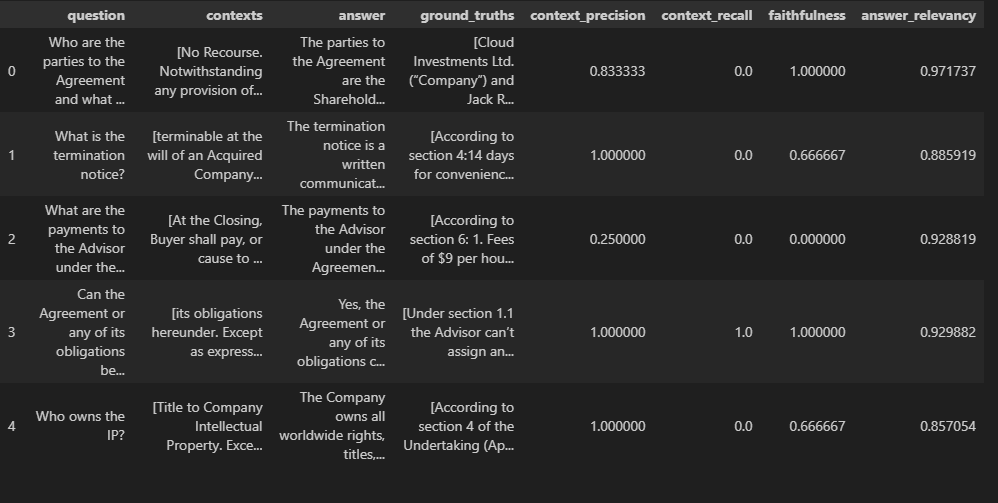 question contexts answer ground_truths context_precision context_recall faithfulness answer_relevancy
0
Who are the
parties to the
Agreement
and what ...
[No Recourse.
Notwithstanding
any provision of...
The parties to
the Agreement
are the
Sharehold...
[Cloud
Investments Ltd.
(“Company”) and
Jack R...
0.833333 0.0 1.000000 0.971737
1
What is the
termination
notice?
[terminable at the
will of an Acquired
Company...
The termination
notice is a
written
communicat...
[According to
section 4:14 days
for convenienc...
1.000000 0.0 0.666667 0.885919
2
What are the
payments to
the Advisor
under the...
[At the Closing,
Buyer shall pay, or
cause to ...
The payments to
the Advisor
under the
Agreemen...
[According to
section 6: 1. Fees
of $9 per hou...
0.250000 0.0 0.000000 0.928819
3
Can the
Agreement or
any of its
obligations
be...
[its obligations
hereunder. Except
as express...
Yes, the
Agreement or
any of its
obligations c...
[Under section 1.1
the Advisor can’t
assign an...
1.000000 1.0 1.000000 0.929882
4
Who owns the
IP?
[Title to Company
Intellectual
Property. Exce...
The Company
owns all
worldwide rights,
titles,...
[According to
section 4 of the
Undertaking (Ap...
1.000000 0.0 0.666667 0.857054